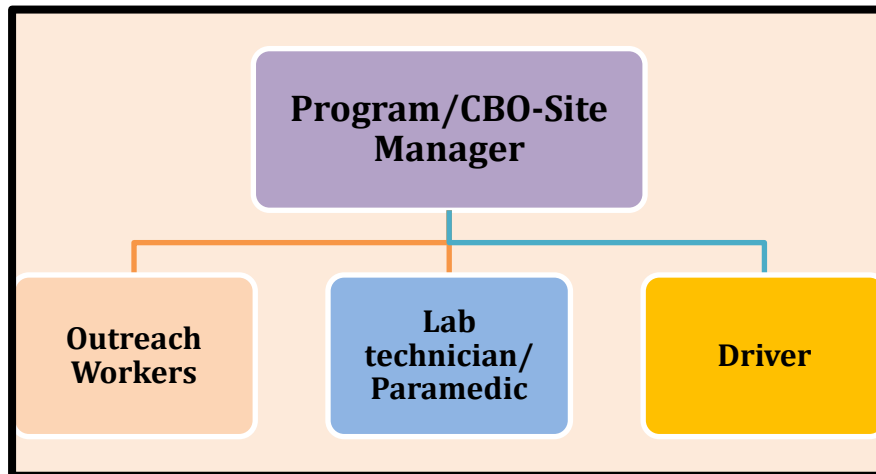 Program/CBO-Site
Manager
Outreach
Workers
Lab
technician/
Paramedic
Driver